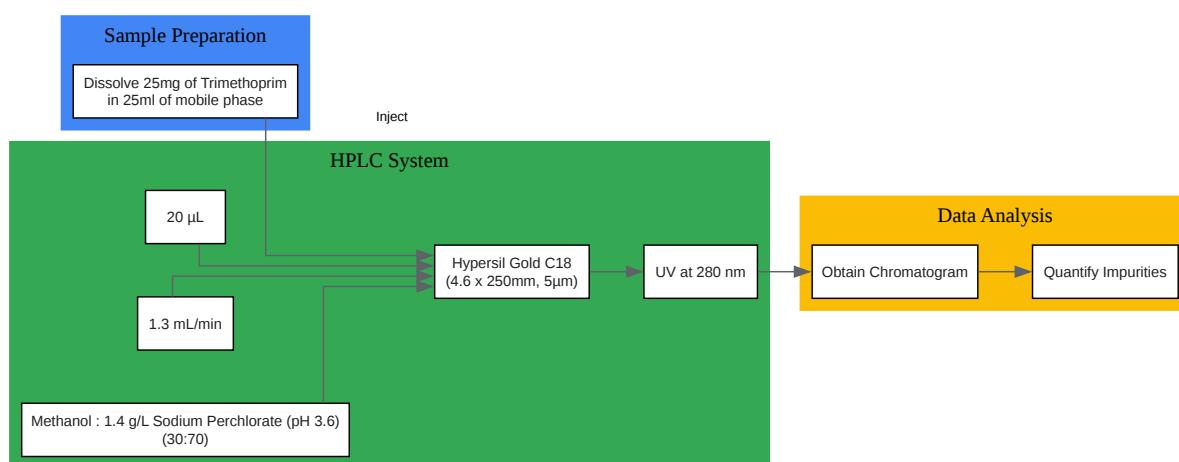 Sample Preparation
Dissolve 25mg of Trimethoprim
in 25ml of mobile phase
Inject
HPLC System
20 µL
1.3 mL/min
Methanol : 1.4 g/L Sodium Perchlorate (pH 3.6)
(30:70)
Hypersil Gold C18
(4.6 x 250mm, 5µm)
UV at 280 nm
Data Analysis
Obtain Chromatogram
Quantify Impurities